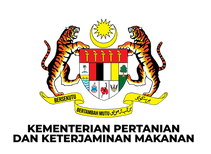 BERSEKUTU BERTAMBAH MUTU
KEMENTERIAN PERTANIAN
DAN KETERJAMINAN MAKANAN